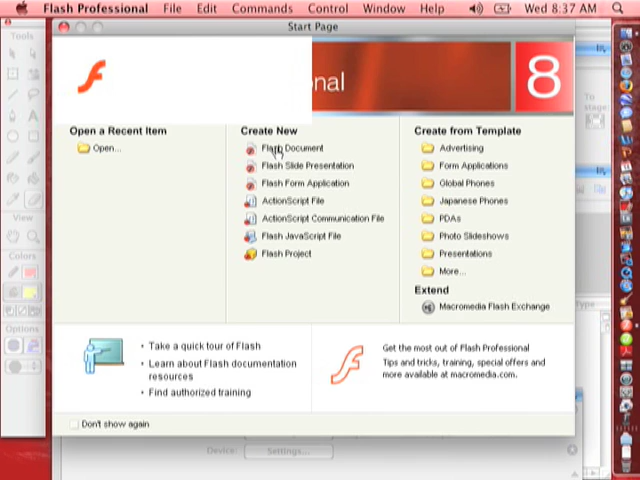 Flash Professional File Edit Commands Control Window Help Wed 8:37 AM
Start Page
Tools
onal
8
To
stage:
Open a Recent Item
Open...
Create New
Flash Document
Flash Slide Presentation
Flash Form Application
ActionScript File
ActionScript Communication File
Flash JavaScript File
Flash Project
Create from Template
Advertising
Form Applications
Global Phones
Japanese Phones
PDAs
Photo Slideshows
Presentations
More...
Extend
Macromedia Flash Exchange
View
Colors
Options
Type
• Take a quick tour of Flash
• Learn about Flash documentation
resources
• Find authorized training
Get the most out of Flash Professional
Tips and tricks, training, special offers and
more available at macromedia.com.
Don't show again
Device:
Settings...